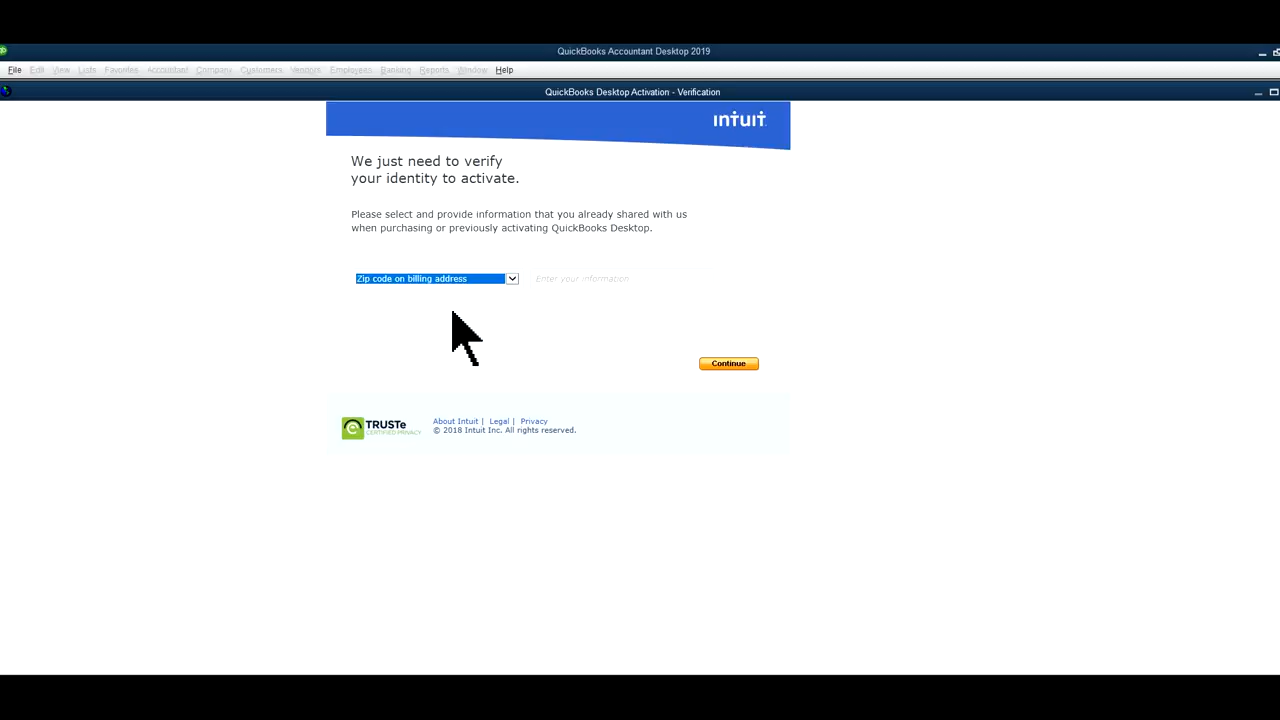 QuickBooks Accountant Desktop 2019
File Edit View Lists Favorites Accountant Company Customers Vendors Employees Banking Reports Window Help
QuickBooks Desktop Activation - Verification
intuit
We just need to verify
your identity to activate.
Please select and provide information that you already shared with us
when purchasing or previously activating QuickBooks Desktop.
Zip code on billing address Enter your information
Continue
TRUSTe
CERTIFIED PRIVACY
About Intuit | Legal | Privacy
© 2018 Intuit Inc. All rights reserved.